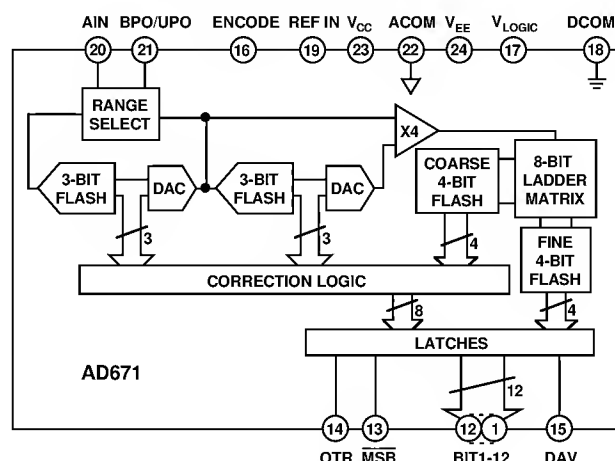 AIN BPO/UPO ENCODE REF IN VCC ACOM VEE VLOGIC DCOM
20 21 16 19 23 22 24 17 18
RANGE
SELECT
X4
3-BIT
FLASH
DAC
3-BIT
FLASH
DAC
COARSE
4-BIT
FLASH
8-BIT
LADDER
MATRIX
3
3
4
FINE
4-BIT
FLASH
CORRECTION LOGIC
8
4
LATCHES
AD671
12
14 13 12 1 15
OTR MSB BIT1-12 DAV